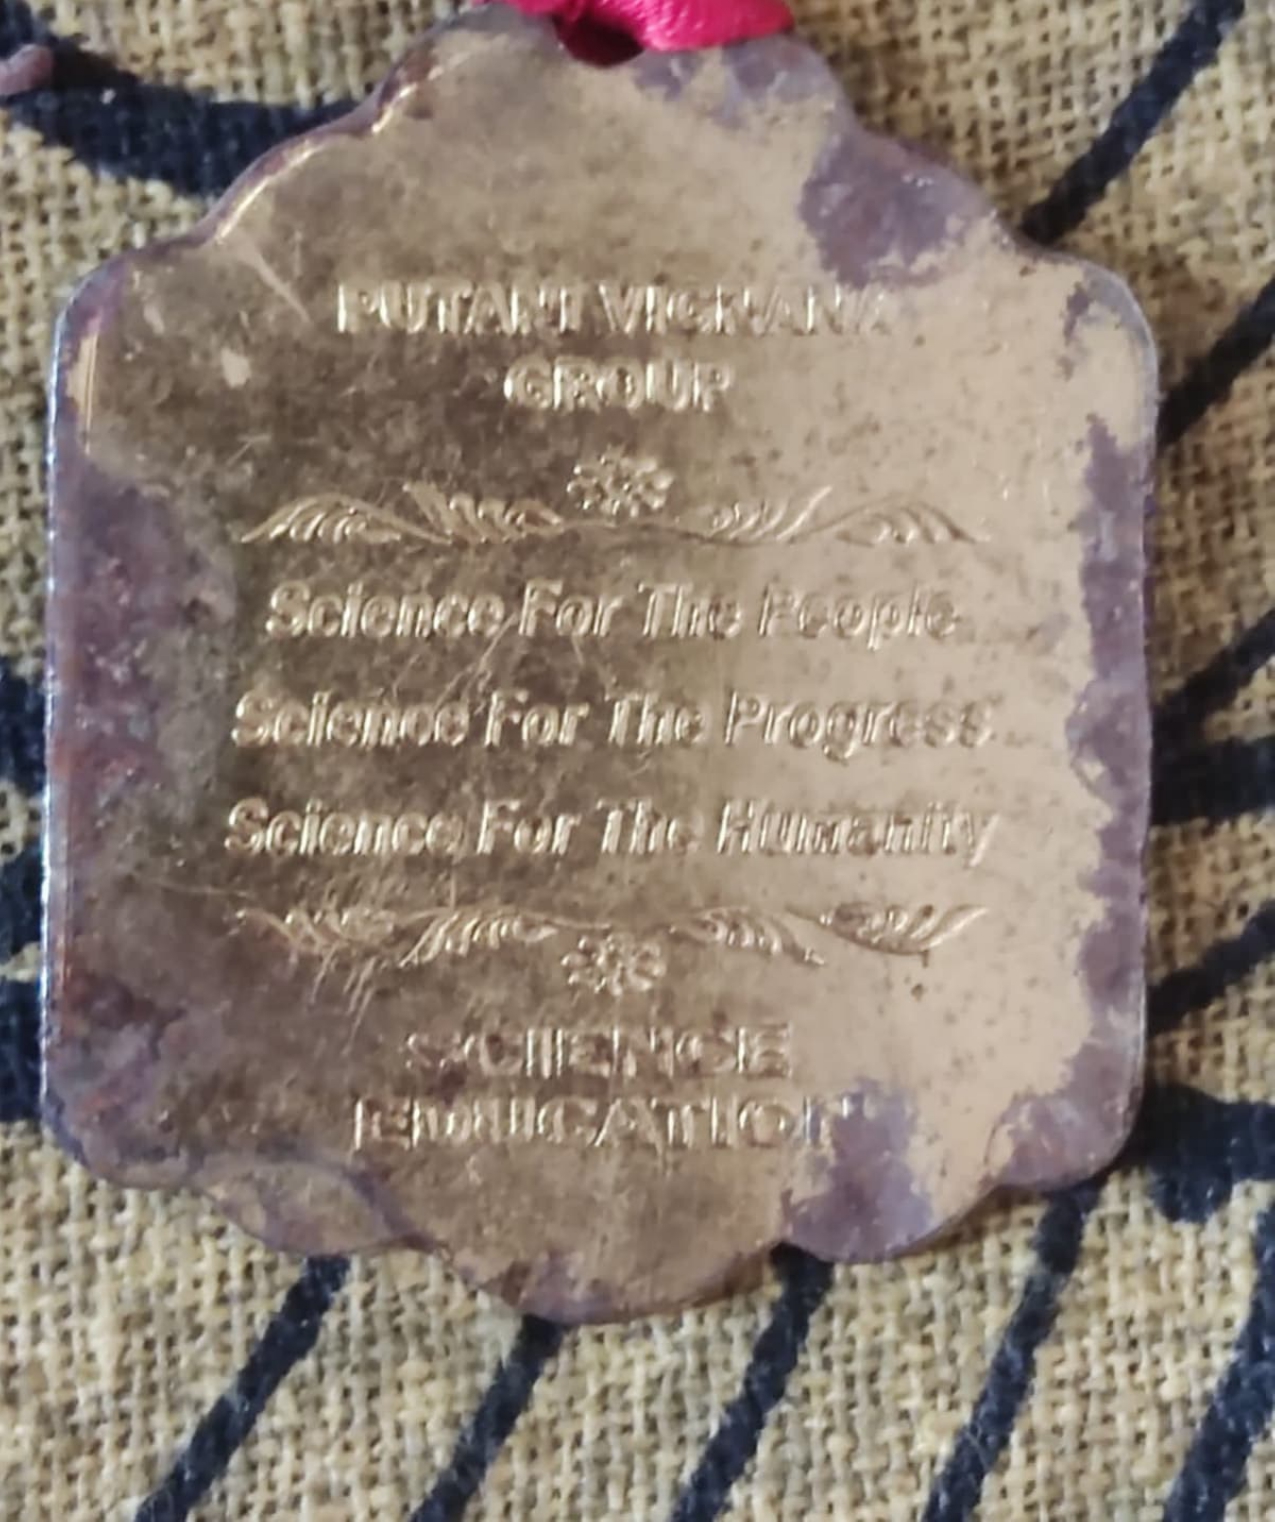 PUTANI VIGNANA
GROUP
Science For The People
Science For The Progress
Science For The Humanity
SCIENCE
EDUCATION